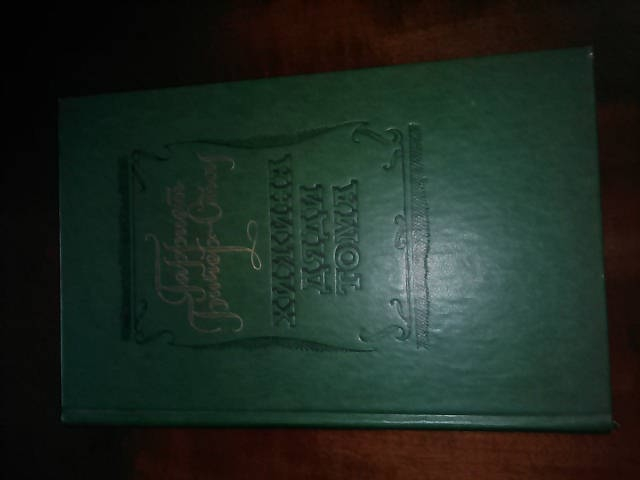 Гарриет
Бичер-Стоу
ХИЖИНА
ДЯДИ
ТОМА